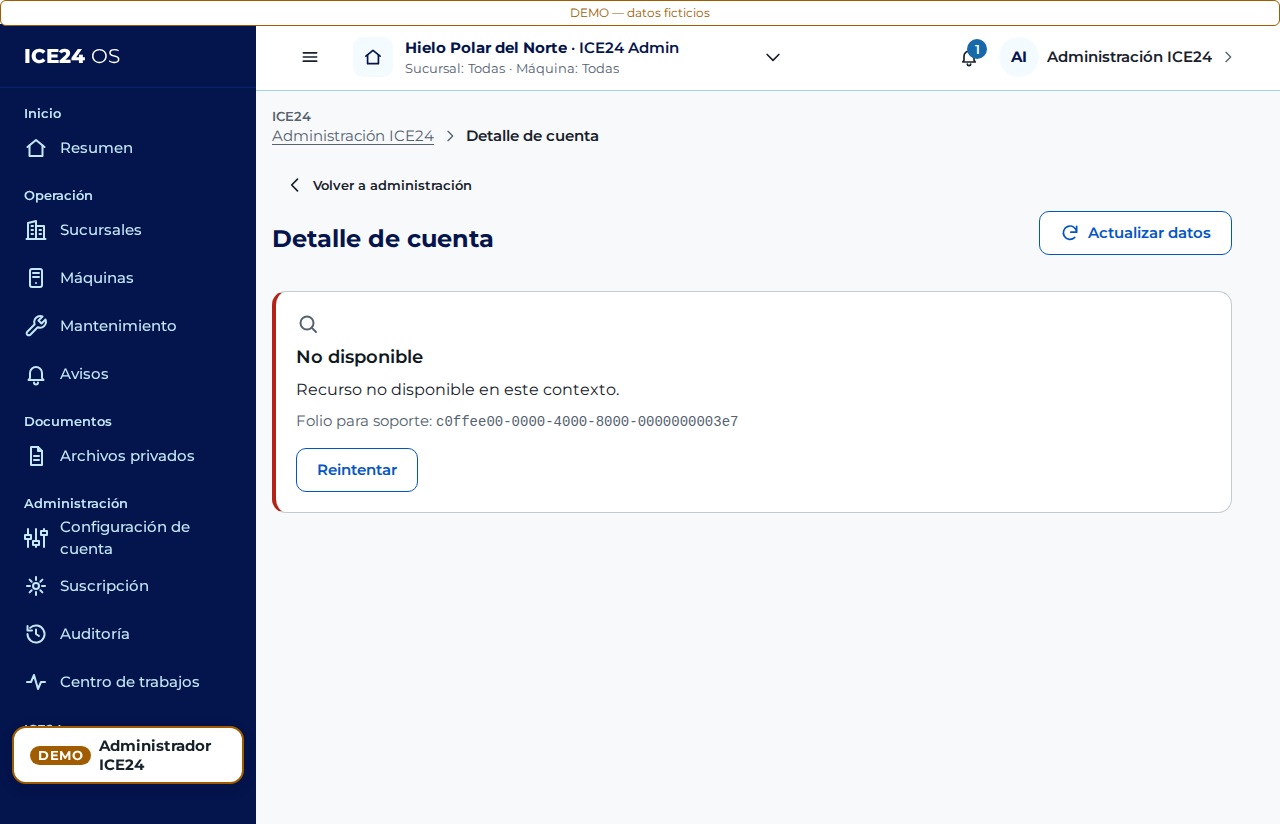 DEMO — datos ficticios
ICE24 OS
Inicio
Resumen
Operación
Sucursales
Máquinas
Mantenimiento
Avisos
Documentos
Archivos privados
Administración
Configuración de
cuenta
Suscripción
Auditoría
Centro de trabajos
DEMO Administrador
ICE24
Hielo Polar del Norte · ICE24 Admin
Sucursal: Todas · Máquina: Todas
1
AI
Administración ICE24
ICE24
Administración ICE24 > Detalle de cuenta
Volver a administración
Detalle de cuenta
Actualizar datos
No disponible
Recurso no disponible en este contexto.
Folio para soporte: c0ffee00-0000-4000-8000-0000000003e7
Reintentar